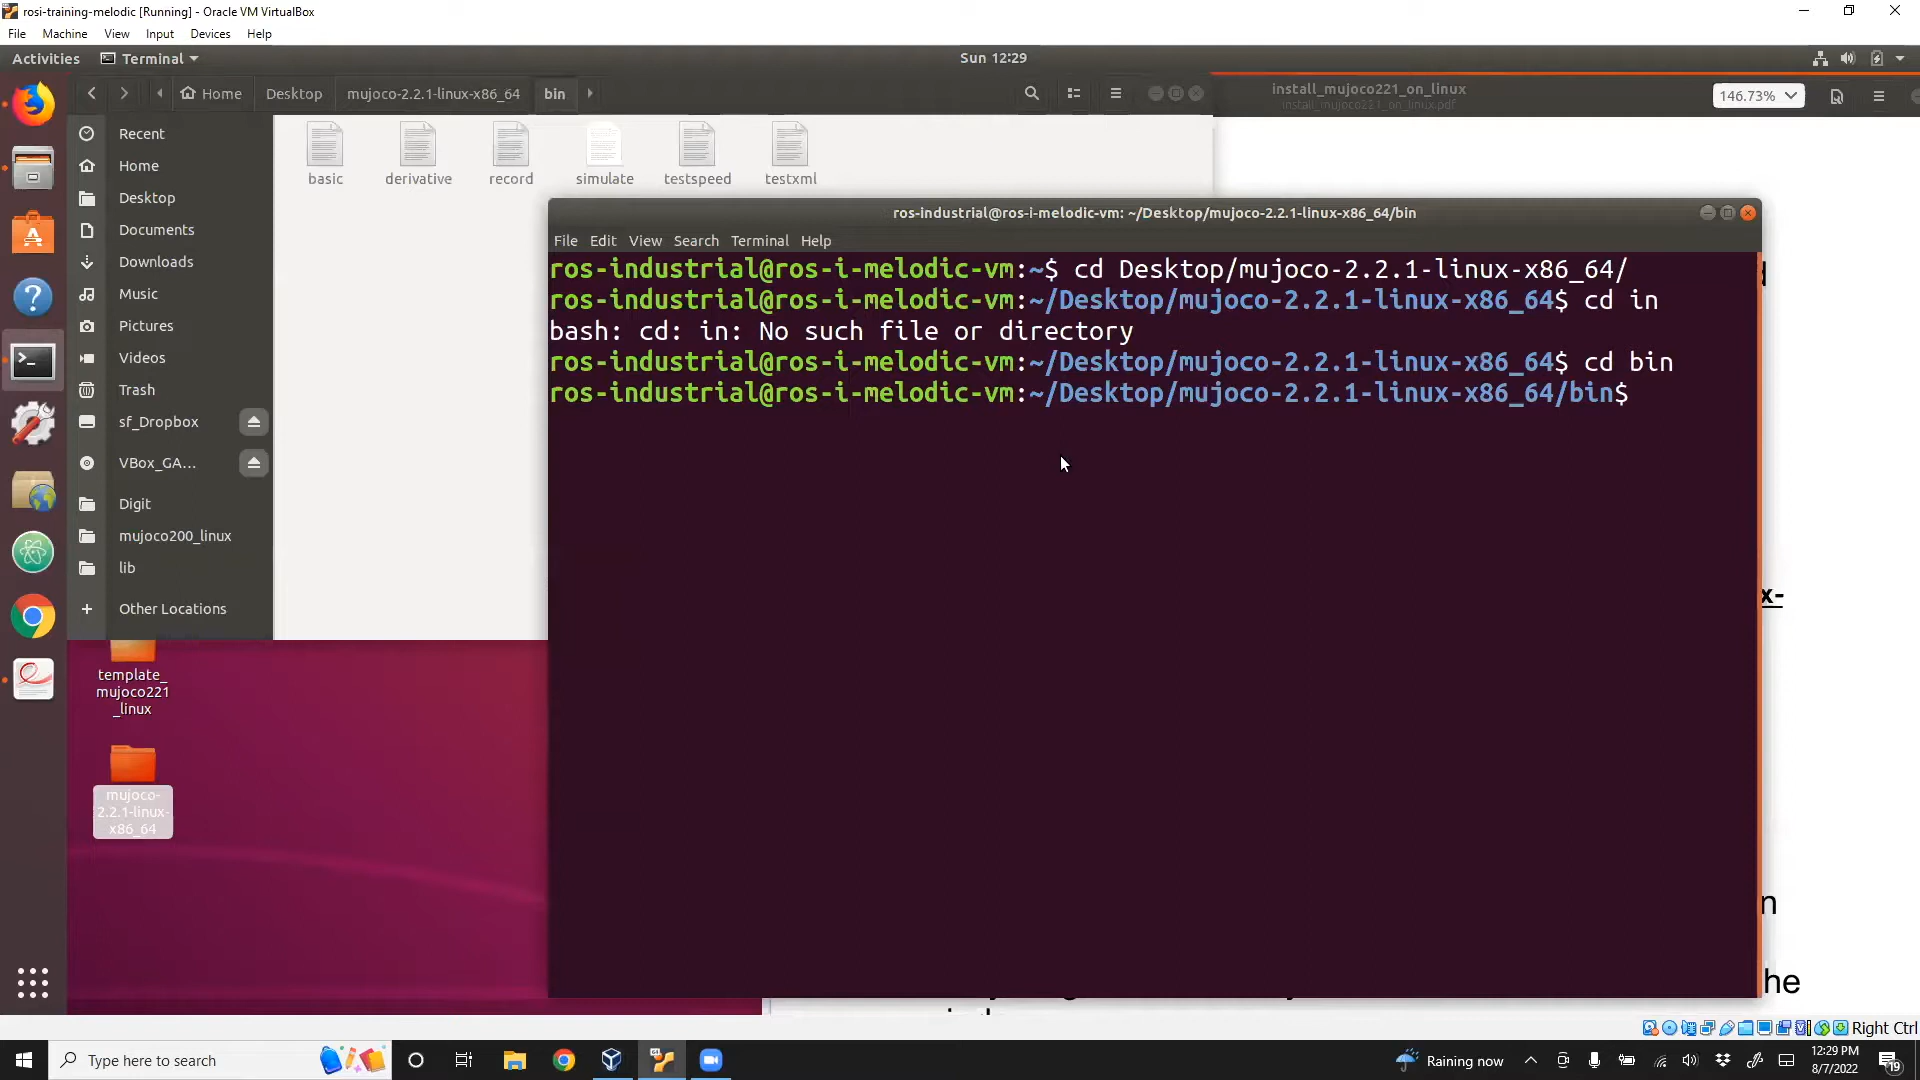 rosi-training-melodic [Running] - Oracle VM VirtualBox
File Machine View Input Devices Help
Activities Terminal Sun 12:29
Home Desktop mujoco-2.2.1-linux-x86_64 bin
install_mujoco221_on_linux
install_mujoco221_on_linux.pdf
146.73%
Recent
Home
Desktop
Documents
Downloads
Music
Pictures
Videos
Trash
sf_Dropbox
VBox_GA...
Digit
mujoco200_linux
lib
Other Locations
basic derivative record simulate testspeed testxml
ros-industrial@ros-i-melodic-vm: ~/Desktop/mujoco-2.2.1-linux-x86_64/bin
File Edit View Search Terminal Help
ros-industrial@ros-i-melodic-vm:~$ cd Desktop/mujoco-2.2.1-linux-x86_64/
ros-industrial@ros-i-melodic-vm:~/Desktop/mujoco-2.2.1-linux-x86_64$ cd in
bash: cd: in: No such file or directory
ros-industrial@ros-i-melodic-vm:~/Desktop/mujoco-2.2.1-linux-x86_64$ cd bin
ros-industrial@ros-i-melodic-vm:~/Desktop/mujoco-2.2.1-linux-x86_64/bin$
x-
n
he
template_
mujoco221
_linux
mujoco-
2.2.1-linux-
x86_64
Right Ctrl
Type here to search
Raining now
12:29 PM
8/7/2022
19